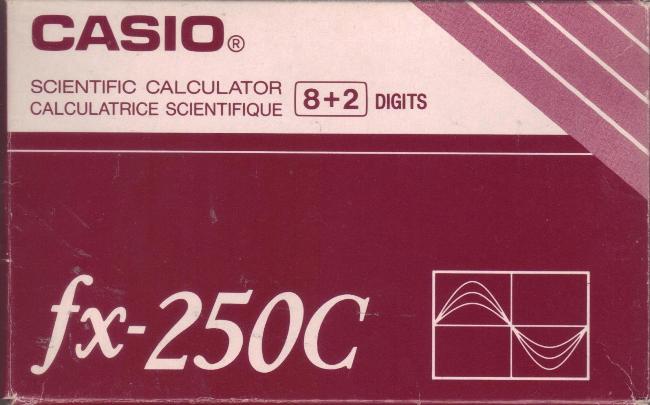 CASIO®
SCIENTIFIC CALCULATOR
CALCULATRICE SCIENTIFIQUE 8+2 DIGITS
fx-250C